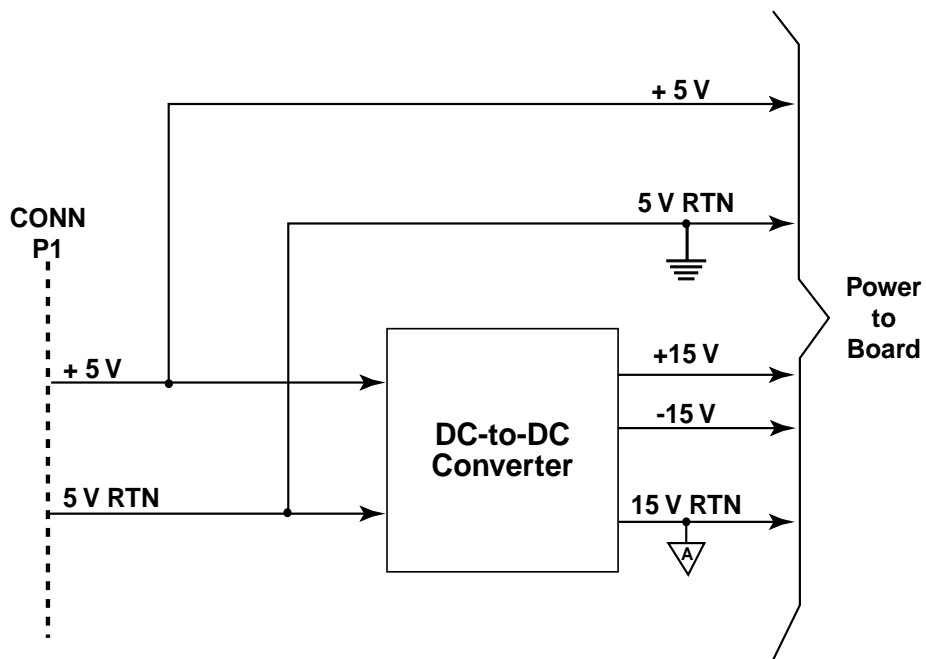 + 5 V
5 V RTN
CONN
P1
Power
to
Board
+ 5 V
+15 V
-15 V
DC-to-DC
Converter
5 V RTN
15 V RTN
A